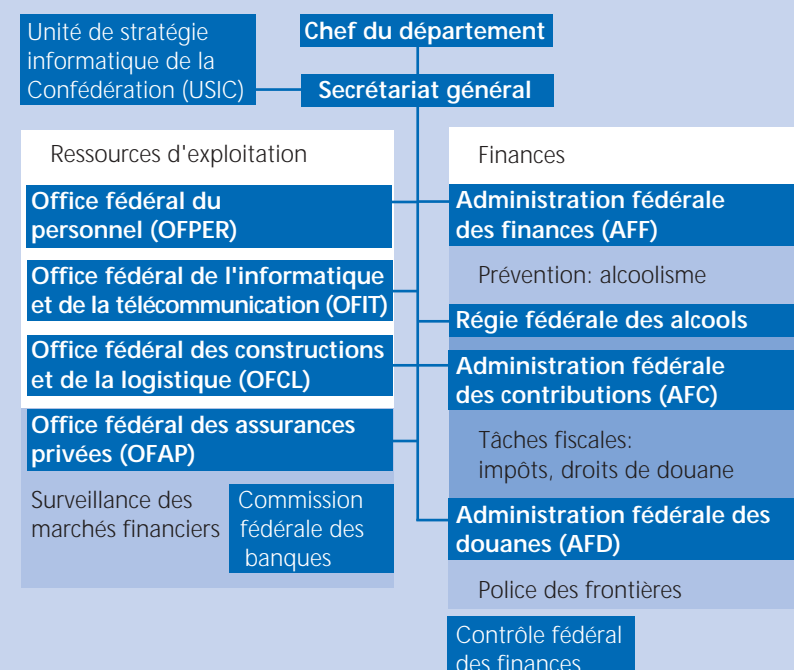 Unité de stratégie
informatique de la
Confédération (USIC)
Chef du département
Secrétariat général
Ressources d'exploitation
Office fédéral du
personnel (OFPER)
Office fédéral de l'informatique
et de la télécommunication (OFIT)
Office fédéral des constructions
et de la logistique (OFCL)
Office fédéral des assurances
privées (OFAP)
Surveillance des
marchés financiers
Commission
fédérale des
banques
Finances
Administration fédérale
des finances (AFF)
Prévention: alcoolisme
Régie fédérale des alcools
Administration fédérale
des contributions (AFC)
Tâches fiscales:
impôts, droits de douane
Administration fédérale des
douanes (AFD)
Police des frontières
Contrôle fédéral
des finances